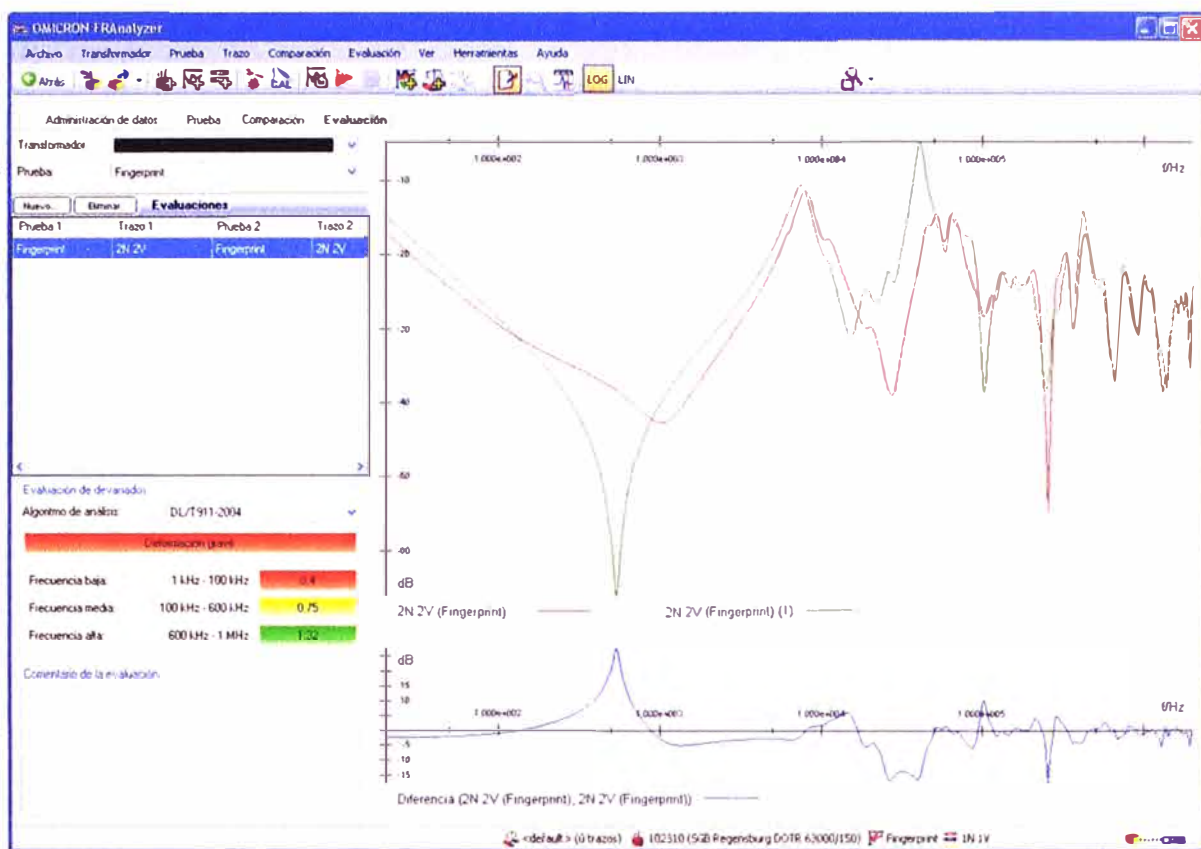 OMICRON FRAnalyzer
Archivo Transformador Prueba Trazo Comparación Evaluación Ver Herramientas Ayuda
Atrás LOG LIN
Administración de datos Prueba Comparación Evaluación
Transformador
Prueba: Fingerprint
Nuevo... Eliminar Evaluaciones
Prueba 1 Trazo 1 Prueba 2 Trazo 2
Fingerprint 2N 2V Fingerprint 2N 2V
Evaluación de devanados
Algoritmo de análisis: DL/T911-2004
Frecuencia baja: 1 kHz - 100 kHz 0.4
Frecuencia media: 100 kHz - 600 kHz 0.75
Frecuencia alta: 600 kHz - 1 MHz 1.02
Comentario de la evaluación:
1.000e+002 1.000e+003 1.000e+004 1.000e+005
f/Hz
-10
-20
-30
-40
-50
-60
dB
2N 2V (Fingerprint) 2N 2V (Fingerprint) (1)
dB
15
10
1.000e+002 1.000e+003 1.000e+004 1.000e+005
f/Hz
-5
-10
-15
Diferencia (2N 2V (Fingerprint), 2N 2V (Fingerprint))
<default> (0 trazos) 102310 (SGB Regensburg DOTR 63000/150) Fingerprint 1N 1V